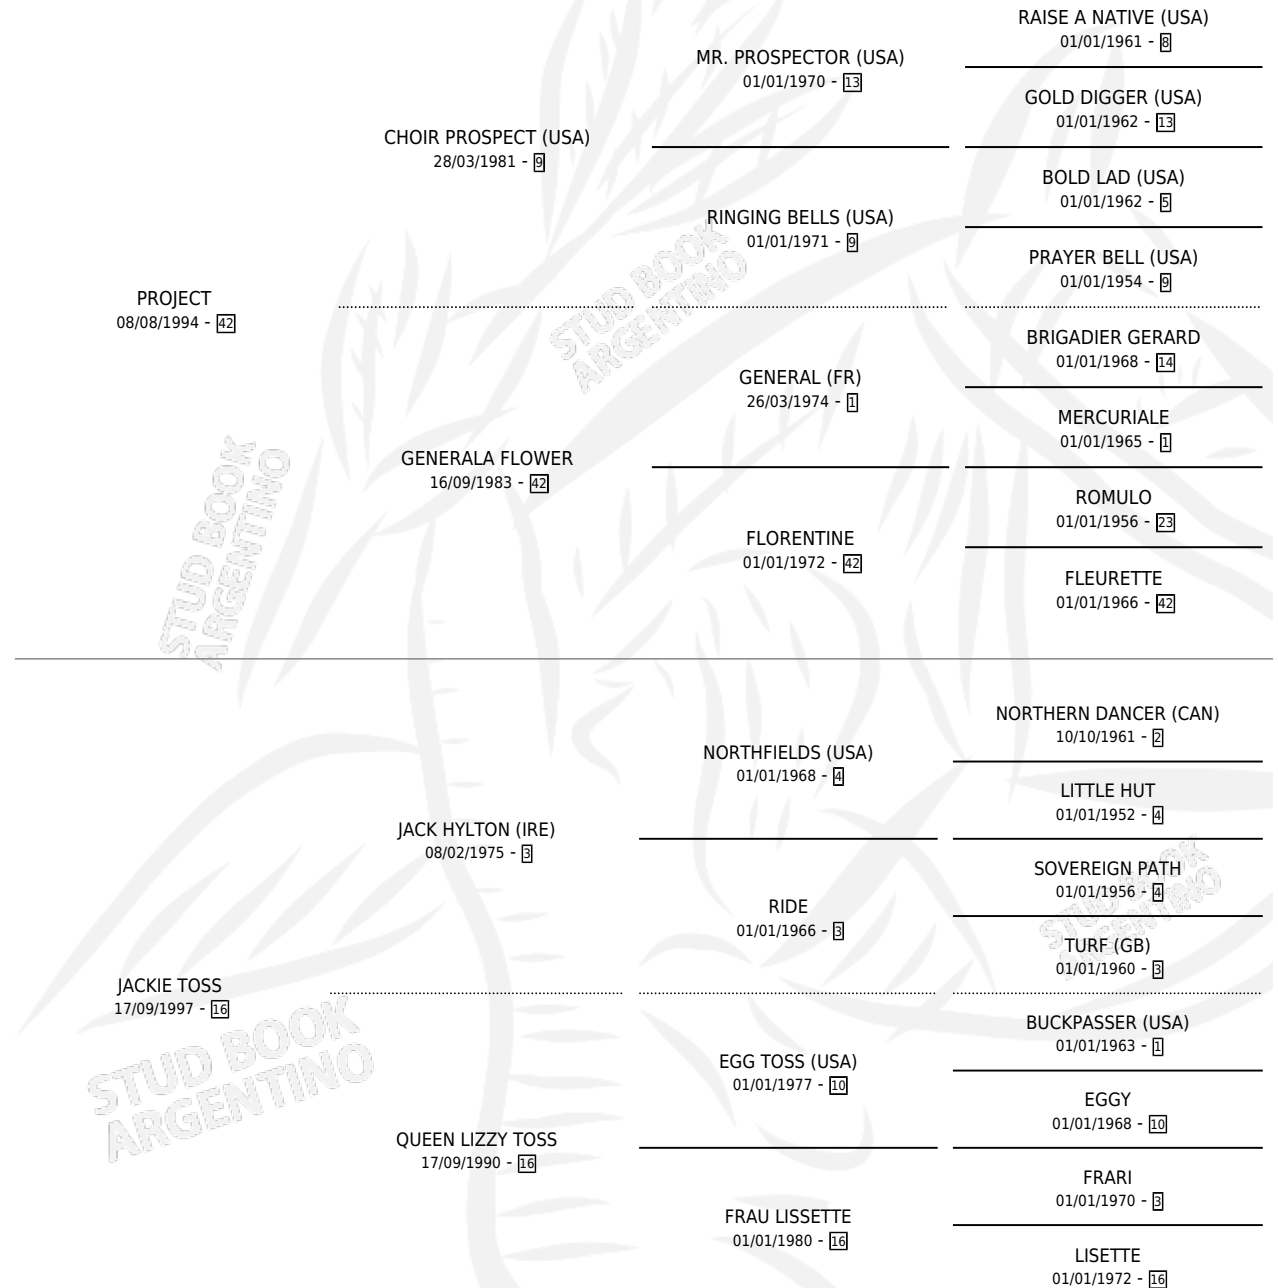 RAISE A NATIVE (USA)
01/01/1961 - 8
MR. PROSPECTOR (USA)
01/01/1970 - 13
GOLD DIGGER (USA)
01/01/1962 - 13
CHOIR PROSPECT (USA)
28/03/1981 - 9
BOLD LAD (USA)
01/01/1962 - 5
RINGING BELLS (USA)
01/01/1971 - 9
PRAYER BELL (USA)
01/01/1954 - 9
PROJECT
08/08/1994 - 42
BRIGADIER GERARD
01/01/1968 - 14
GENERAL (FR)
26/03/1974 - 1
MERCURIALE
01/01/1965 - 1
GENERALA FLOWER
16/09/1983 - 42
ROMULO
01/01/1956 - 23
FLORENTINE
01/01/1972 - 42
FLEURETTE
01/01/1966 - 42
STUD BOOK
ARGENTINO
STUD BOOK
ARGENTINO
NORTHERN DANCER (CAN)
10/10/1961 - 2
NORTHFIELDS (USA)
01/01/1968 - 4
LITTLE HUT
01/01/1952 - 4
JACK HYLTON (IRE)
08/02/1975 - 3
SOVEREIGN PATH
01/01/1956 - 4
RIDE
01/01/1966 - 3
TURF (GB)
01/01/1960 - 3
JACKIE TOSS
17/09/1997 - 16
BUCKPASSER (USA)
01/01/1963 - 1
EGG TOSS (USA)
01/01/1977 - 10
EGGY
01/01/1968 - 10
QUEEN LIZZY TOSS
17/09/1990 - 16
FRARI
01/01/1970 - 3
FRAU LISSETTE
01/01/1980 - 16
LISETTE
01/01/1972 - 16
STUD BOOK
ARGENTINO
STUD BOOK
ARGENTINO